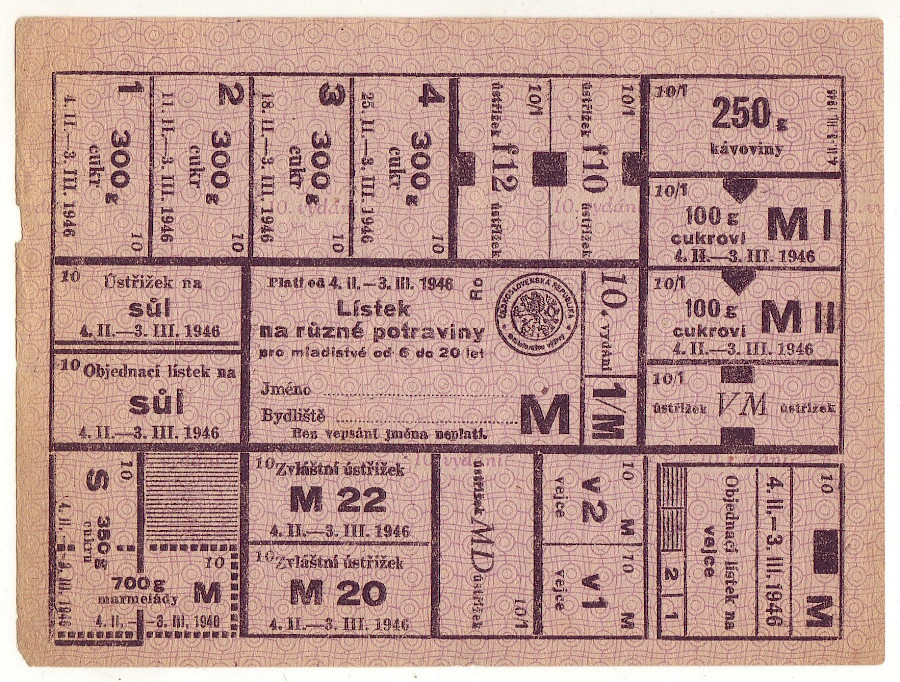 1
300 g
cukr
4. II.—3. III. 1946
10
2
300 g
cukr
11. II.—3. III. 1946
10
3
300 g
cukr
18. II.—3. III. 1946
10
4
300 g
cukr
25. II.—3. III. 1946
10
10/1
ústřižek f12 ústřižek
10/1
ústřižek f10 ústřižek
10/1
250 g
kávoviny
10/1
100 g
cukroví
M I
4. II.—3. III. 1946
10/1
100 g
cukroví
M II
4. II.—3. III. 1946
10/1
ústřižek VM ústřižek
10
Ústřižek na
sůl
4. II.—3. III. 1946
10 Objednací lístek na
sůl
4. II.—3. III. 1946
Platí od 4. II.—3. III. 1946
Ro
Lístek
na různé potraviny
pro mladistvé od 6 do 20 let
ČESKOSLOVENSKÁ REPUBLIKA
Jméno
Bydliště
M
Bez vepsání jména neplatí.
10. vydání
1/M
10
S
350 g
cukru
10
700 g
marmelády
M
4. II.—3. III. 1946
10 Zvláštní ústřižek
M 22
4. II.—3. III. 1946
10 Zvláštní ústřižek
M 20
4. II.—3. III. 1946
ústřižek MD ústřižek
10/1
10
v2
vejce
M
10
v1
vejce
M
10
M
4. II.—3. III. 1946
Objednací lístek na
vejce
2
1
10. vydání